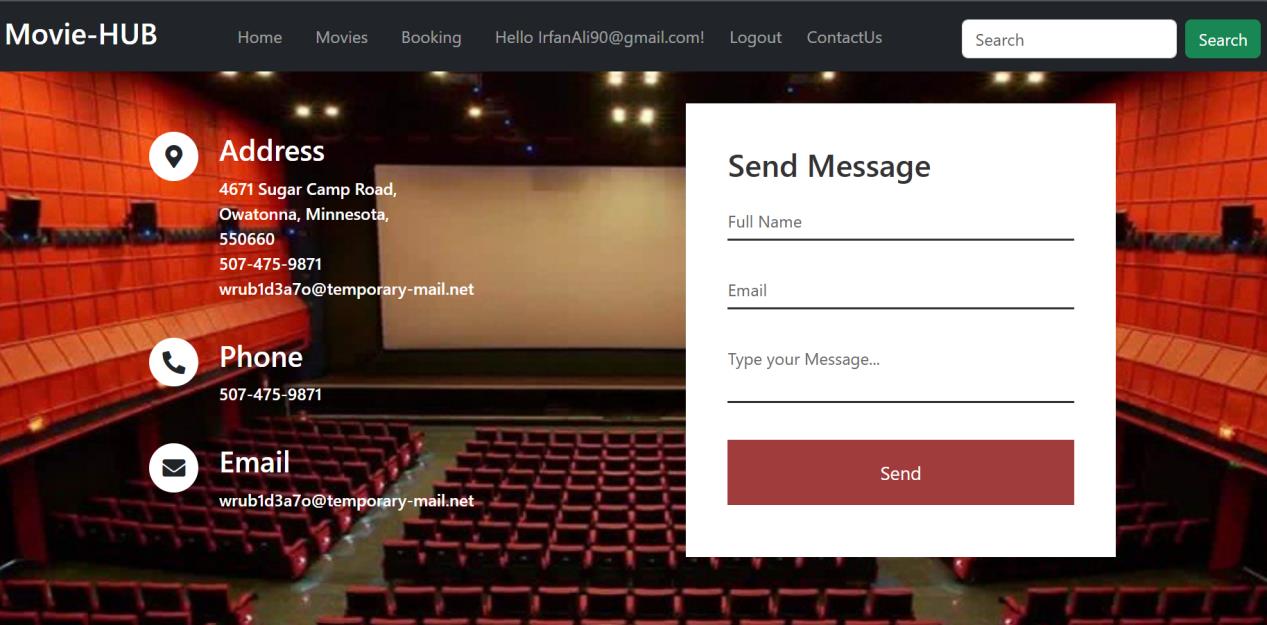 Movie-HUB
Home
Movies
Booking
Hello IrfanAli90@gmail.com!
Logout
ContactUs
Search
Search
Address
4671 Sugar Camp Road,
Owatonna, Minnesota,
550660
507-475-9871
wrub1d3a7o@temporary-mail.net
Phone
507-475-9871
Email
wrub1d3a7o@temporary-mail.net
Send Message
Full Name
Email
Type your Message...
Send